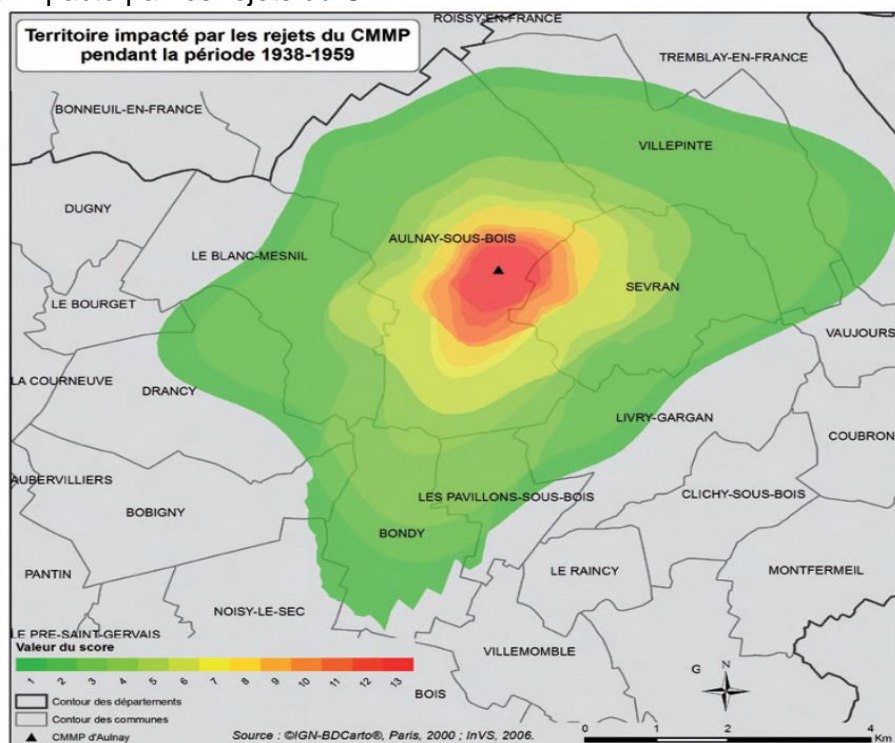 Territoire impacté par les rejets du CMMP
pendant la période 1938-1959
ROISSY-EN-FRANCE
TREMBLAY-EN-FRANCE
BONNEUIL-EN-FRANCE
VILLEPINTE
DUGNY
AULNAY-SOUS-BOIS
LE BLANC-MESNIL
SEVRAN
LE BOURGET
VAUJOURS
LA COURNEUVE
DRANCY
LIVRY-GARGAN
COUBRON
AUBERVILLIERS
LES PAVILLONS-SOUS-BOIS
CLICHY-SOUS-BOIS
BOBIGNY
BONDY
PANTIN
LE RAINCY
MONTFERMEIL
NOISY-LE-SEC
LE PRE-SAINT-GERVAIS
VILLEMOMBLE
BOIS
Valeur du score
1 2 3 4 5 6 7 8 9 10 11 12 13
Contour des départements
Contour des communes
CMMP d'Aulnay
Source : ©IGN-BDCarto®, Paris, 2000 ; InVS, 2006.
G N
0 1 2 4
Km